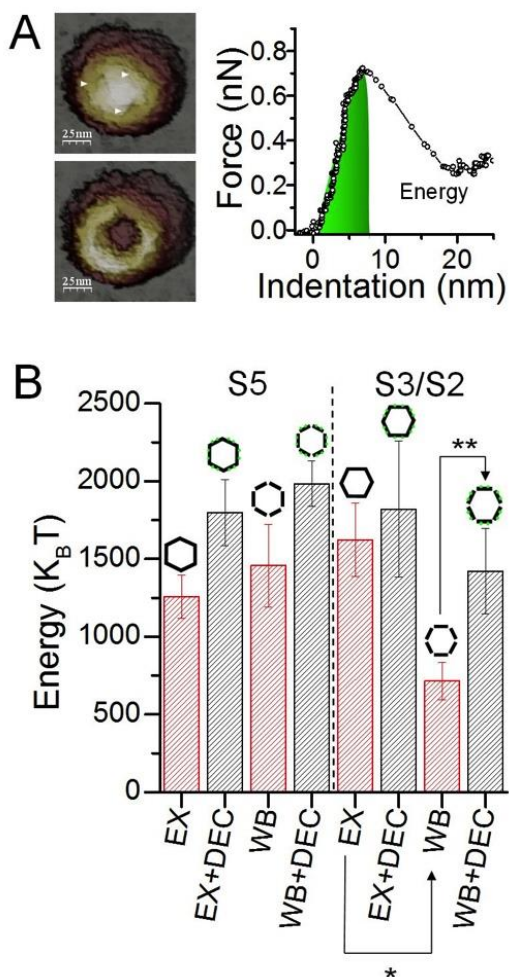 A
25nm
25nm
Force (nN)
0.8
0.6
0.4
0.2
0.0
Energy
0 10 20
Indentation (nm)
B
S5 S3/S2
Energy (KBT)
2500
2000
1500
1000
500
0
**
EX
EX+DEC
WB
WB+DEC
EX
EX+DEC
WB
WB+DEC
*